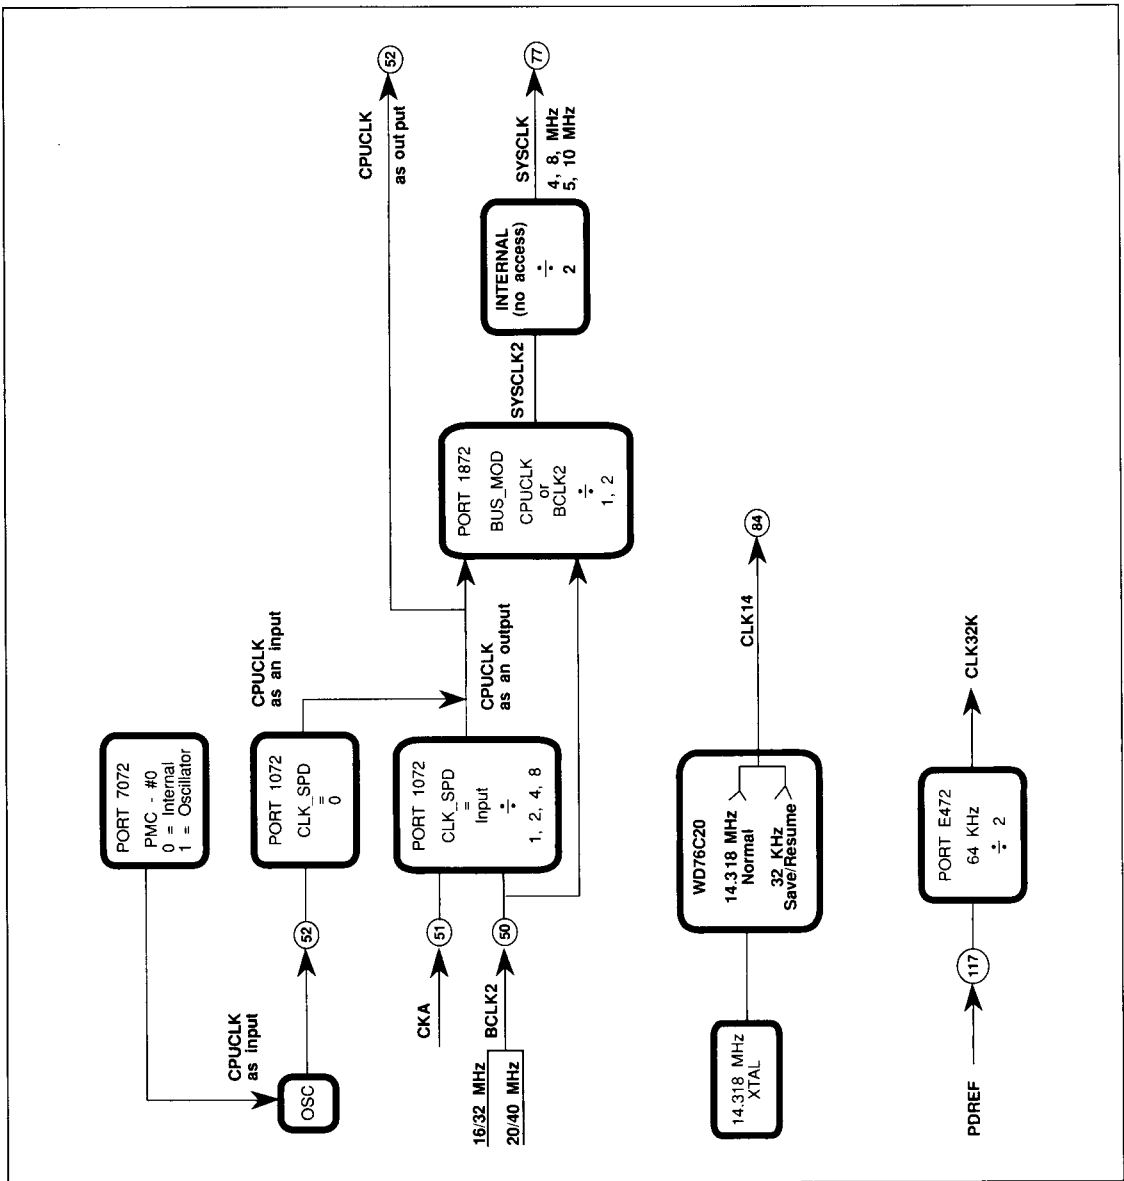 PORT 7072
PMC - #0
0 = Internal
1 = Oscillator
CPUCLK
as input
OSC
52
PORT 1072
CLK_SPD
=
0
CPUCLK
as an input
CPUCLK
as output
52
CKA
51
BCLK2
50
16/32 MHz
20/40 MHz
PORT 1072
CLK_SPD
=
Input
÷
1, 2, 4, 8
CPUCLK
as an output
PORT 1872
BUS_MOD
CPUCLK
or
BCLK2
÷
1, 2
SYSCLK2
INTERNAL
(no access)
÷
2
SYSCLK
4, 8, MHz
5, 10 MHz
77
14.318 MHz
XTAL
WD76C20
14.318 MHz
Normal
32 KHz
Save/Resume
CLK14
84
PDREF
117
PORT E472
64 KHz
÷ 2
CLK32K